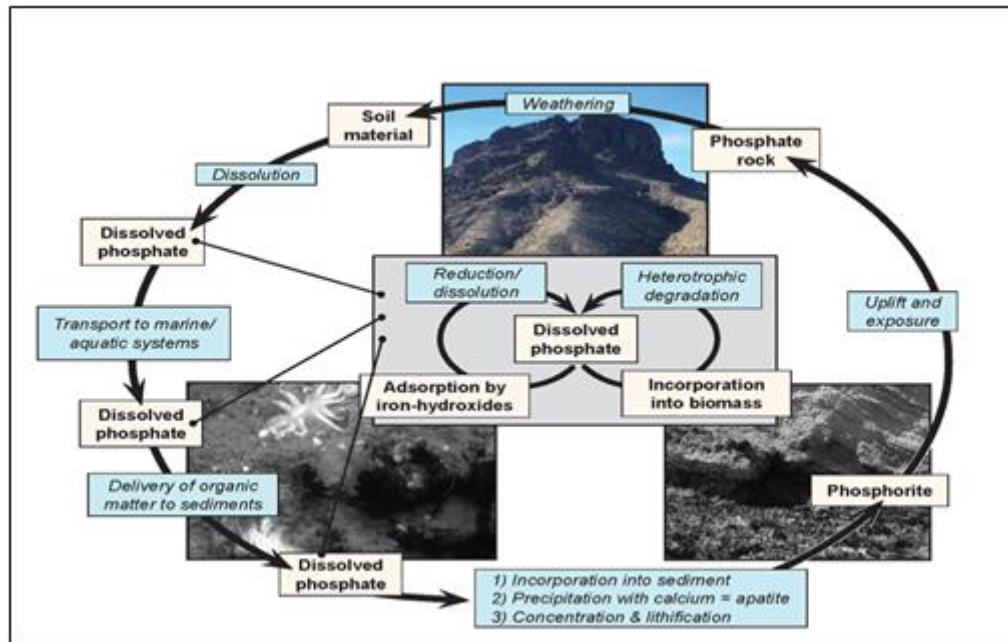 Weathering
Soil
material
Phosphate
rock
Dissolution
Dissolved
phosphate
Reduction/
dissolution
Heterotrophic
degradation
Dissolved
phosphate
Uplift and
exposure
Transport to marine/
aquatic systems
Adsorption by
iron-hydroxides
Incorporation
into biomass
Dissolved
phosphate
Delivery of organic
matter to sediments
Phosphorite
Dissolved
phosphate
1) Incorporation into sediment
2) Precipitation with calcium = apatite
3) Concentration & lithification